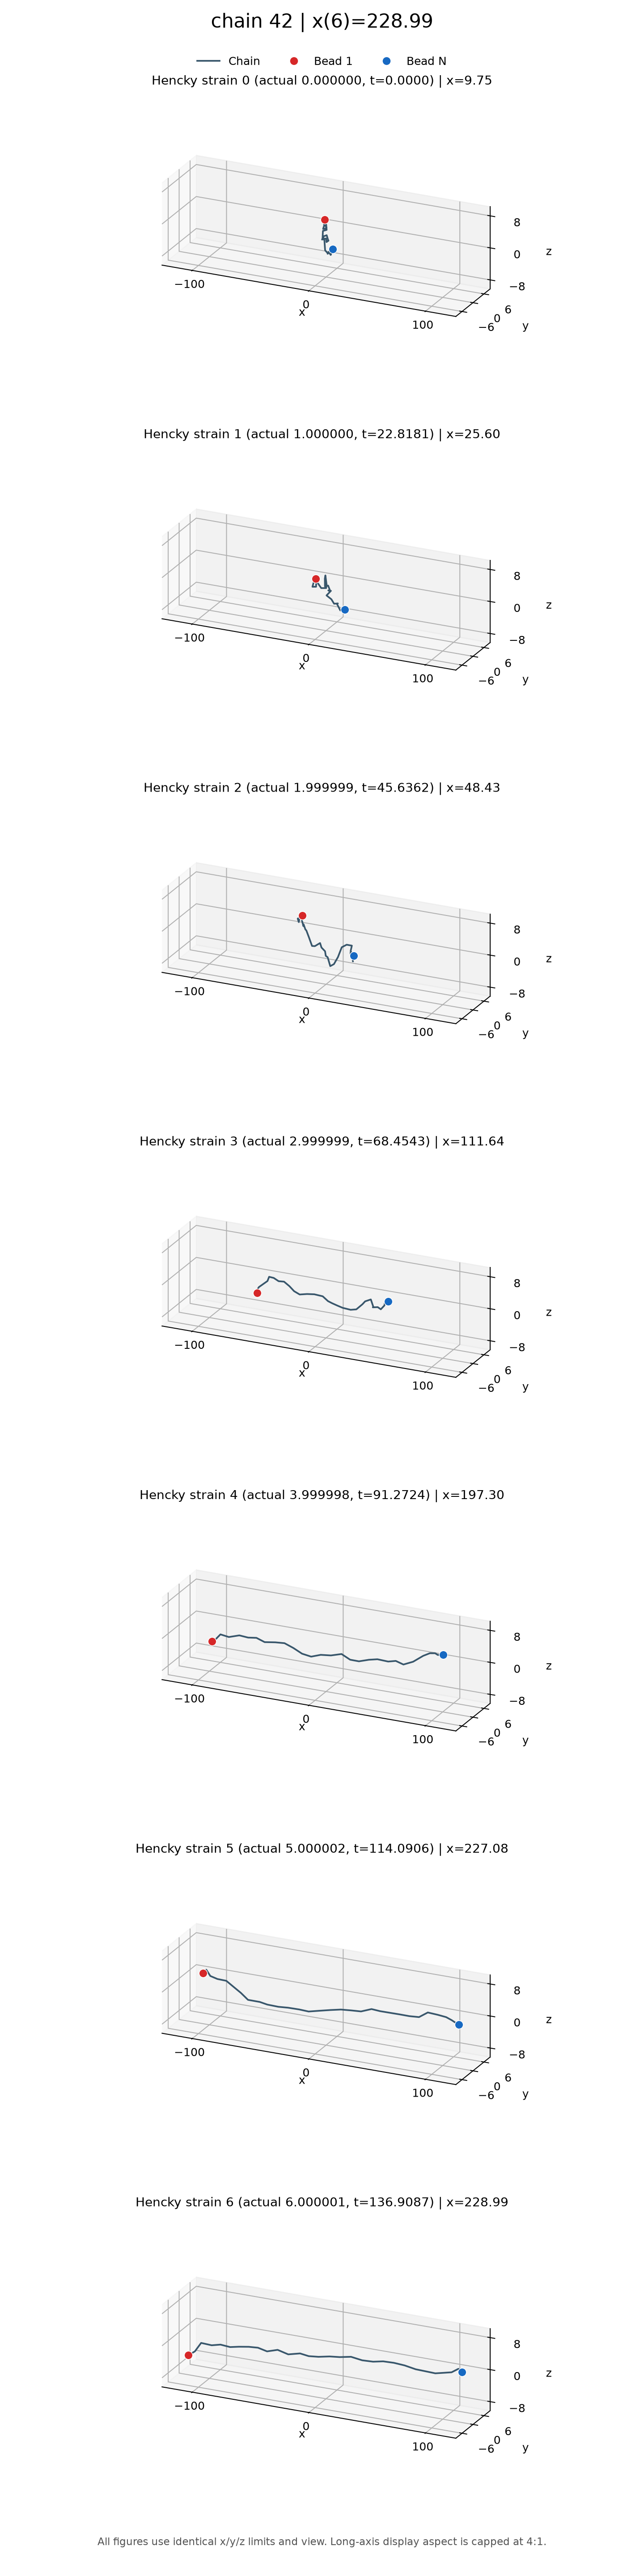 chain 42 | x(6)=228.99
Chain Bead 1 Bead N
Hencky strain 0 (actual 0.000000, t=0.0000) | x=9.75
8
0
z
−8
6
0
−6
y
−100
0
x
100
Hencky strain 1 (actual 1.000000, t=22.8181) | x=25.60
8
0
z
−8
6
0
−6
y
−100
0
x
100
Hencky strain 2 (actual 1.999999, t=45.6362) | x=48.43
8
0
z
−8
6
0
−6
y
−100
0
x
100
Hencky strain 3 (actual 2.999999, t=68.4543) | x=111.64
8
0
z
−8
6
0
−6
y
−100
0
x
100
Hencky strain 4 (actual 3.999998, t=91.2724) | x=197.30
8
0
z
−8
6
0
−6
y
−100
0
x
100
Hencky strain 5 (actual 5.000002, t=114.0906) | x=227.08
8
0
z
−8
6
0
−6
y
−100
0
x
100
Hencky strain 6 (actual 6.000001, t=136.9087) | x=228.99
8
0
z
−8
6
0
−6
y
−100
0
x
100
All figures use identical x/y/z limits and view. Long-axis display aspect is capped at 4:1.